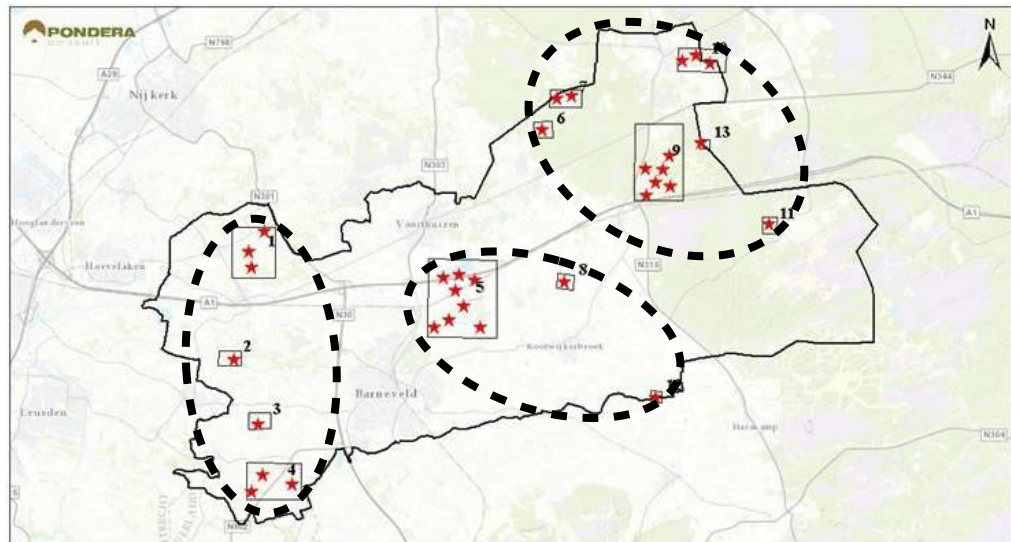 PONDERA
N
N798
A28
Nijkerk
N344
10
7
6
13
9
N303
N301
Voorthuizen
11
A1
1
Hoevelaken
N310
8
5
A1
N30
2
Kootwijkerbroek
Barneveld
Leusden
3
Harskamp
N304
4